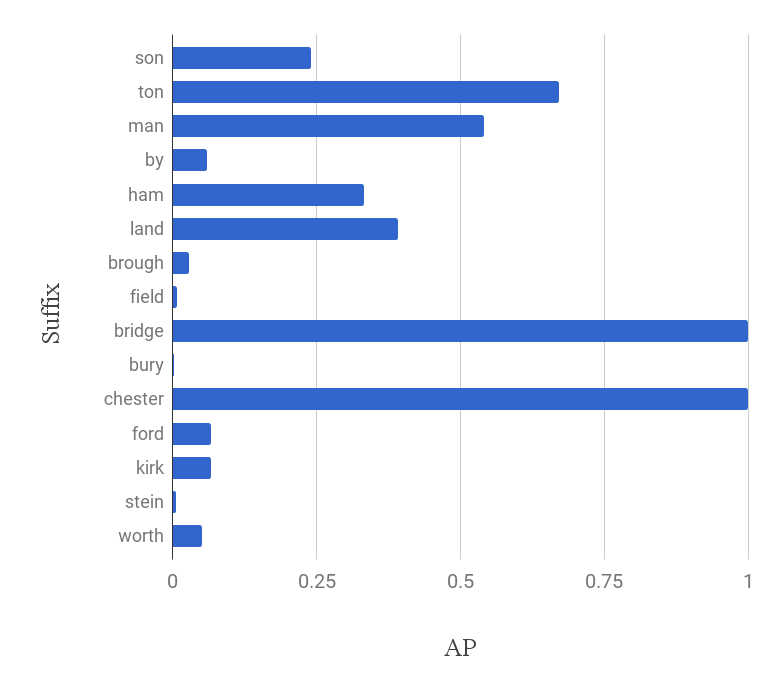 son
ton
man
by
ham
land
brough
field
bridge
bury
chester
ford
kirk
stein
worth
Suffix
0 0.25 0.5 0.75 1
AP